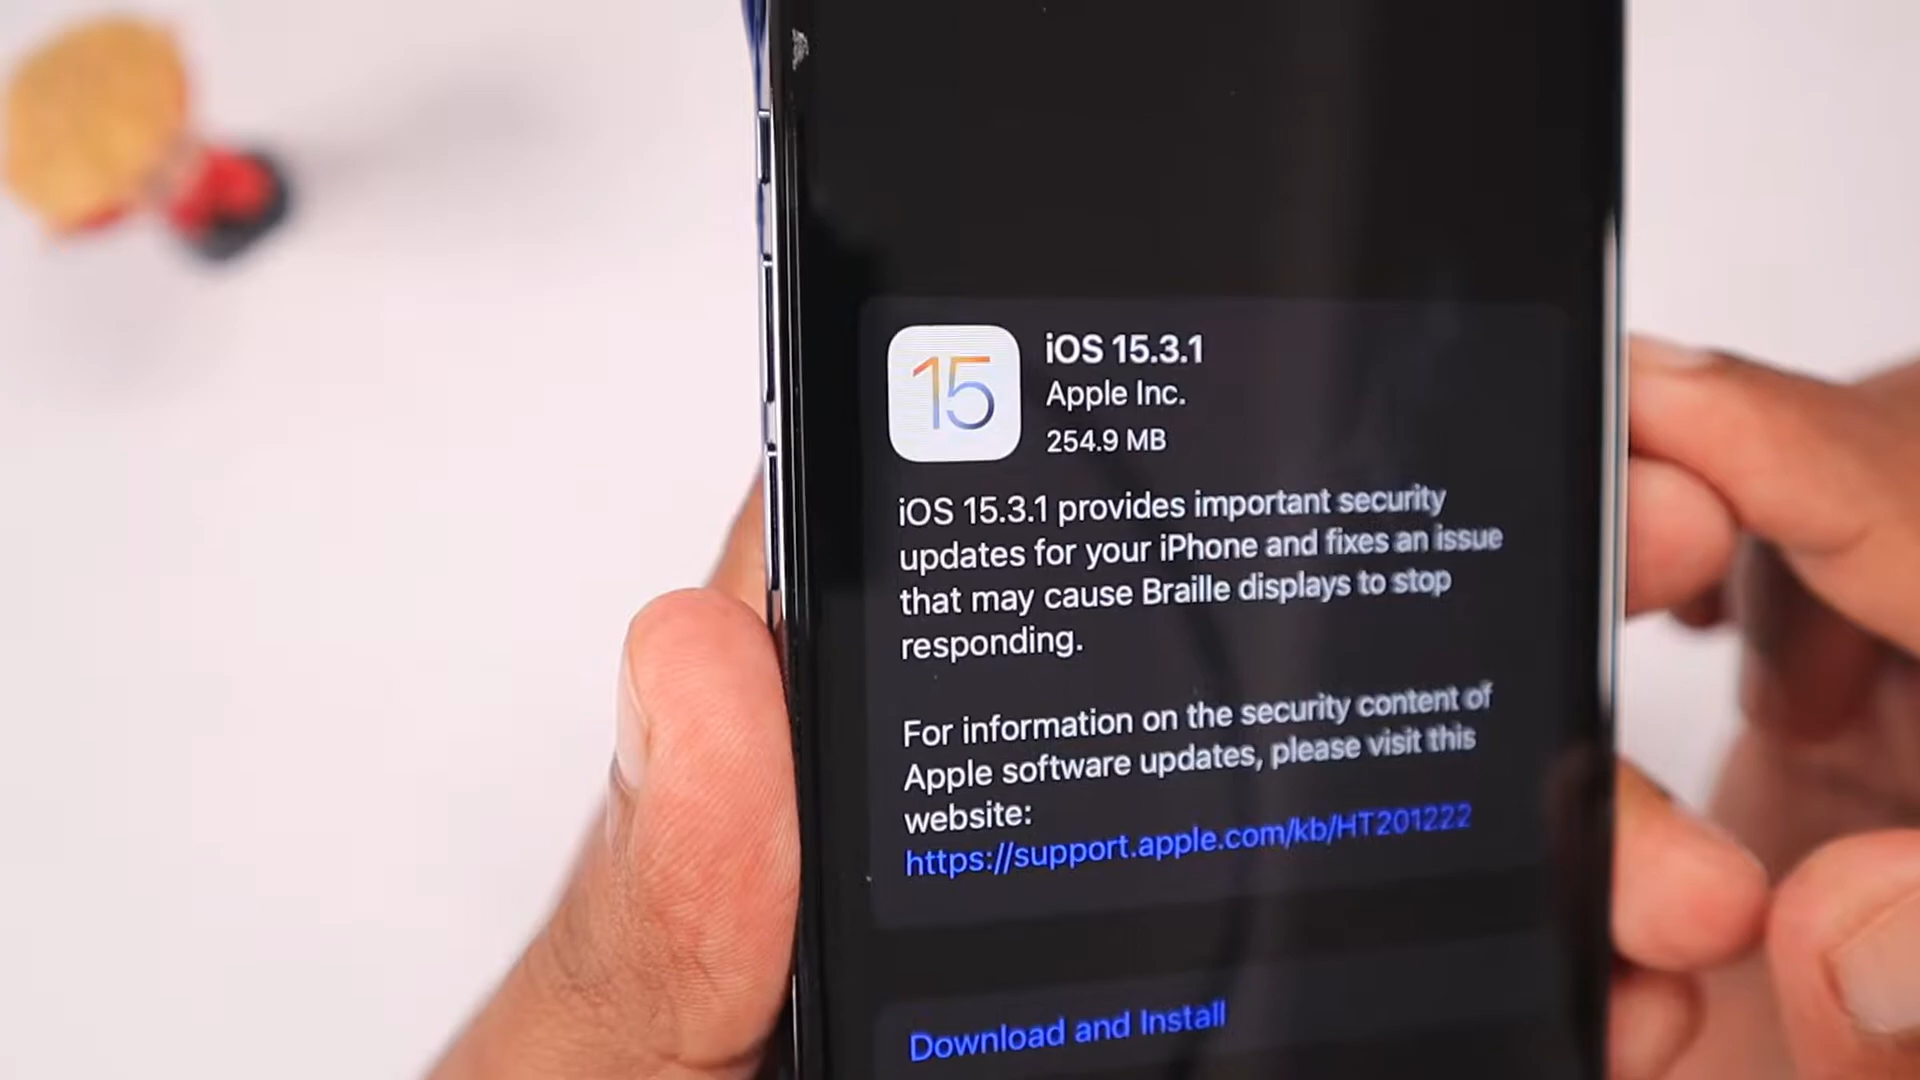 15
iOS 15.3.1
Apple Inc.
254.9 MB
iOS 15.3.1 provides important security
updates for your iPhone and fixes an issue
that may cause Braille displays to stop
responding.
For information on the security content of
Apple software updates, please visit this
website:
https://support.apple.com/kb/HT201222
Download and Install